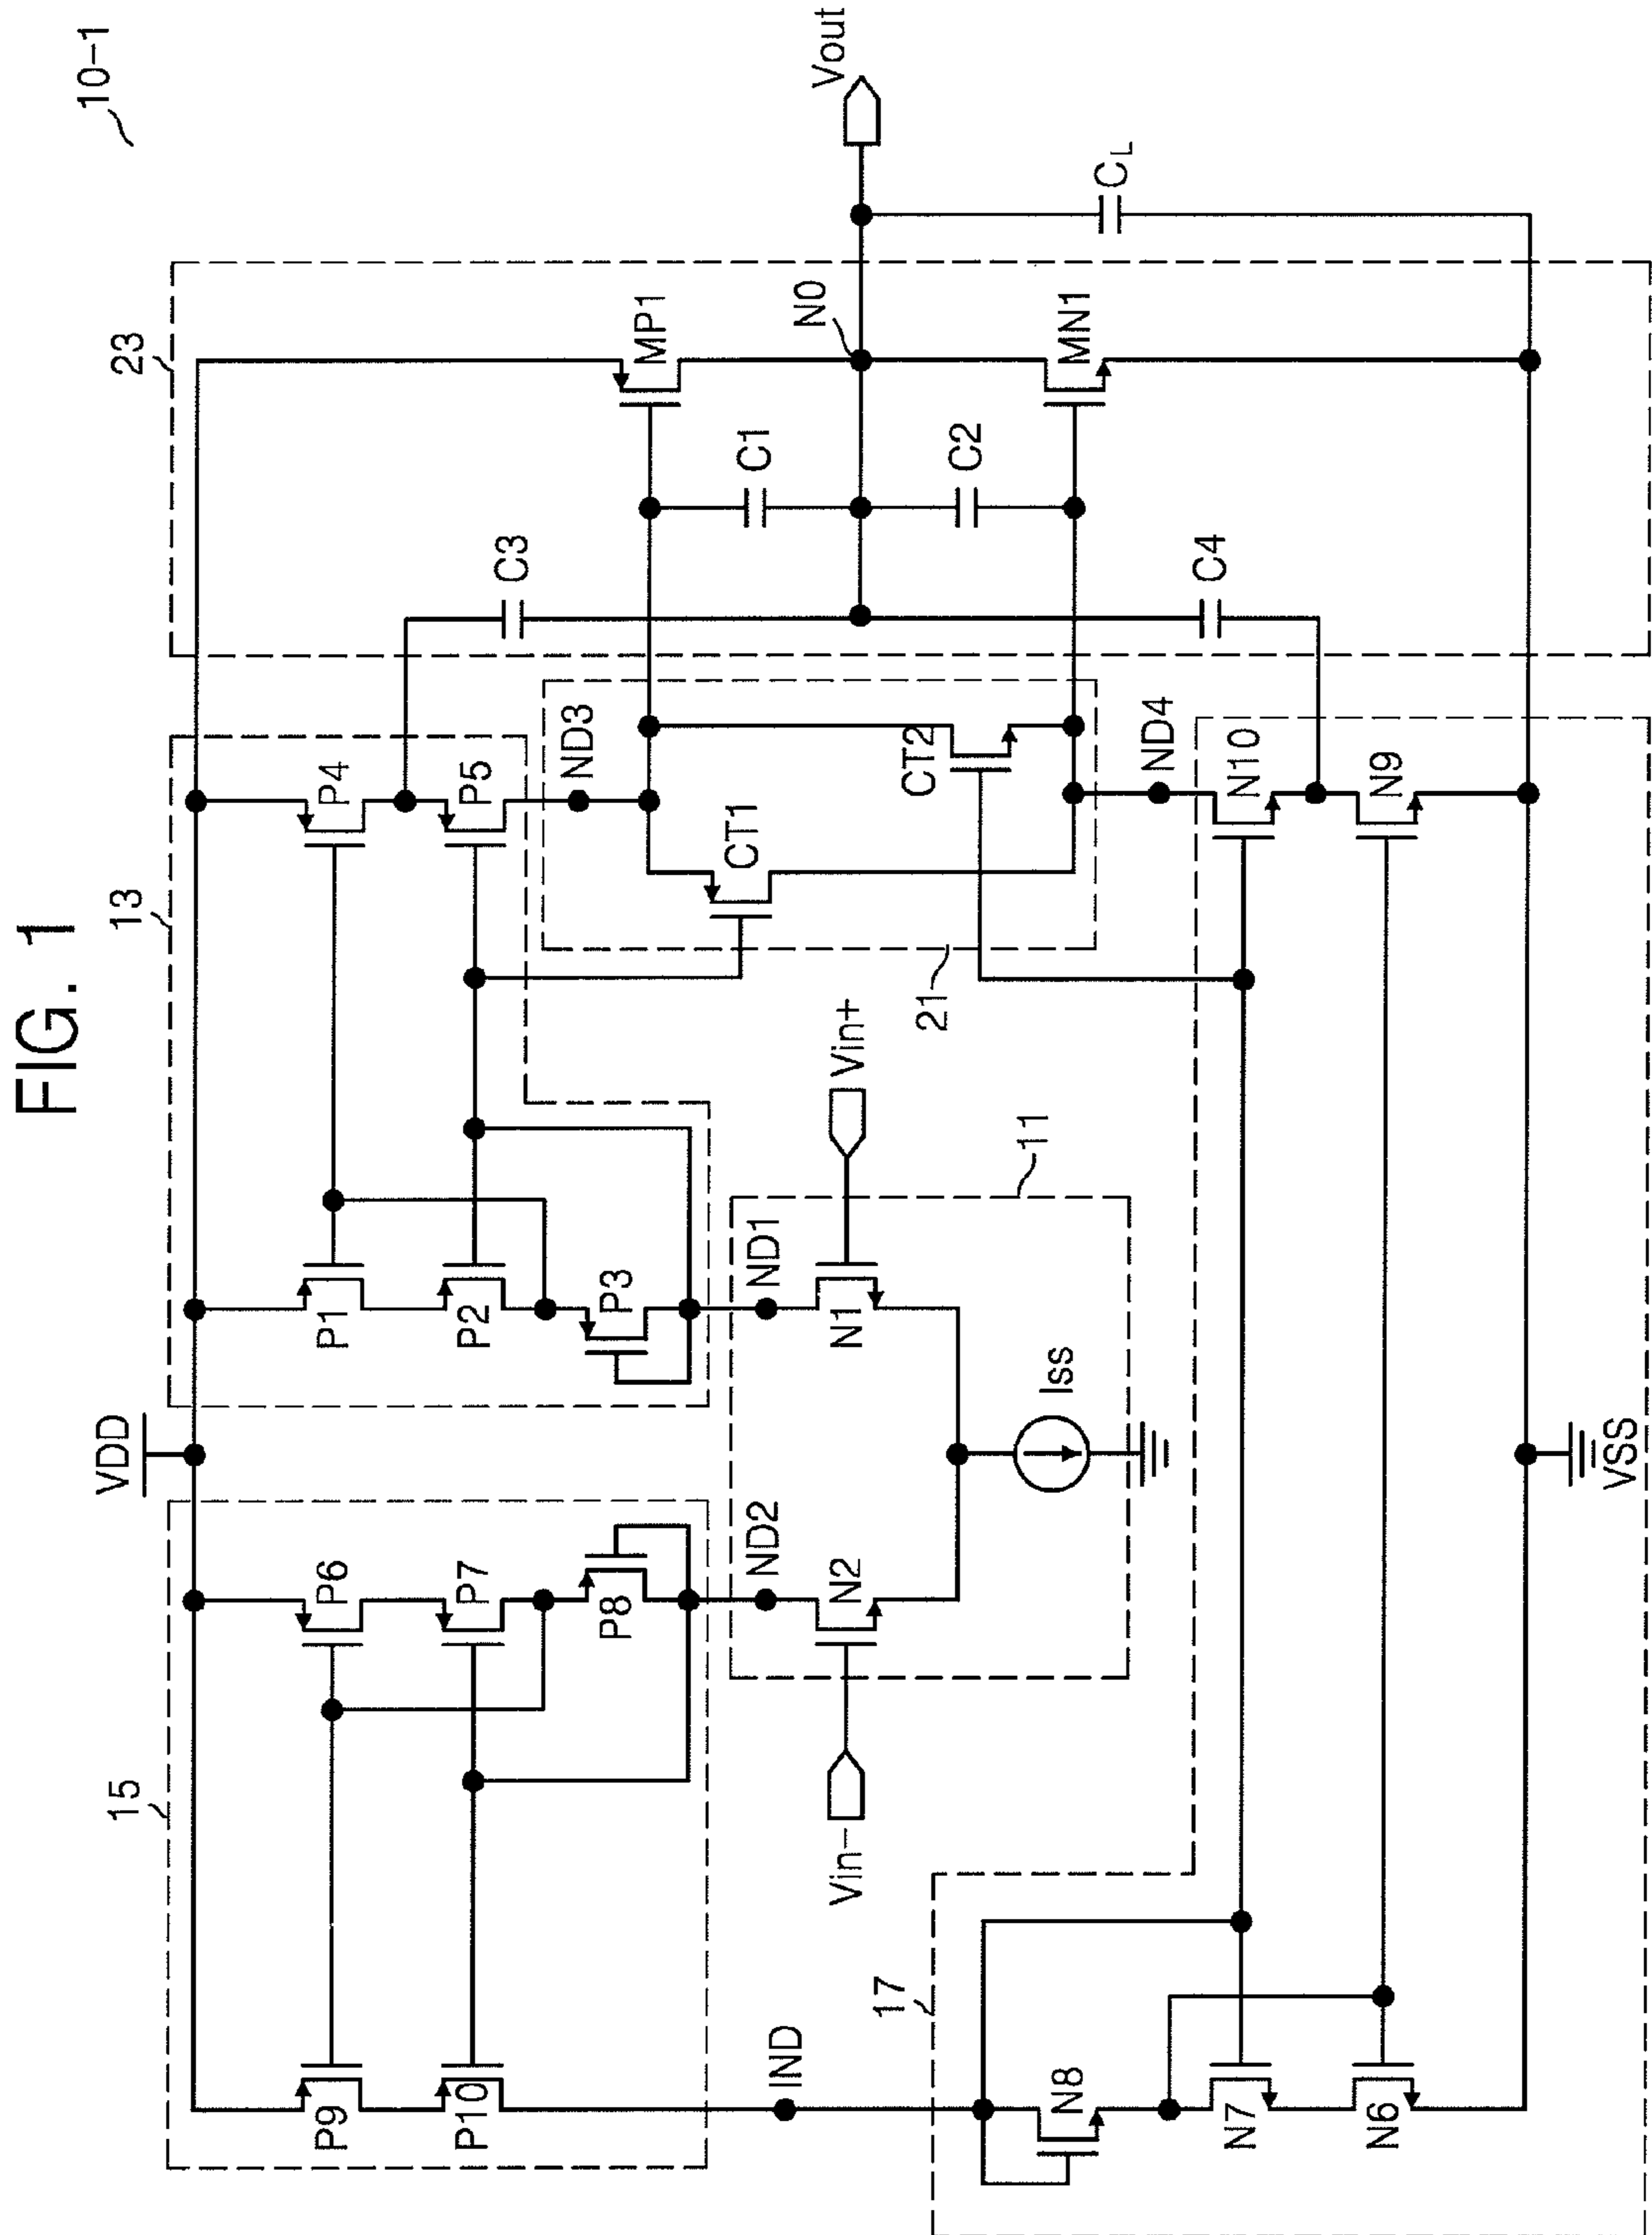 FIG. 1
10-1
15
VDD
13
23
P9
P6
P1
P4
P10
P7
P2
P5
P8
P3
C3
ND3
MP1
IND
ND2
ND1
C1
CT1
N0
Vout
Vin-
N2
N1
Vin+
CT2
C2
MN1
Iss
11
21
17
ND4
C4
CL
N8
N7
N10
N6
N9
VSS